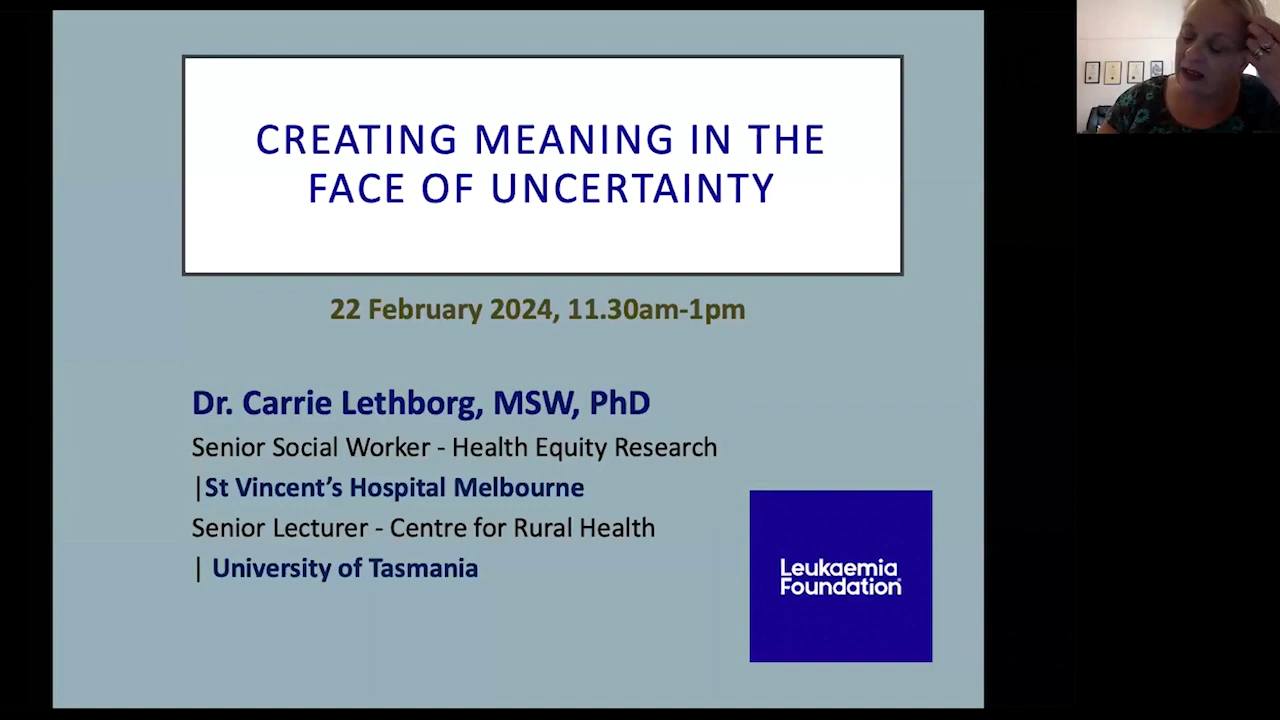 CREATING MEANING IN THE
FACE OF UNCERTAINTY
22 February 2024, 11.30am-1pm
Dr. Carrie Lethborg, MSW, PhD
Senior Social Worker - Health Equity Research
|St Vincent’s Hospital Melbourne
Senior Lecturer - Centre for Rural Health
| University of Tasmania
Leukaemia
Foundation